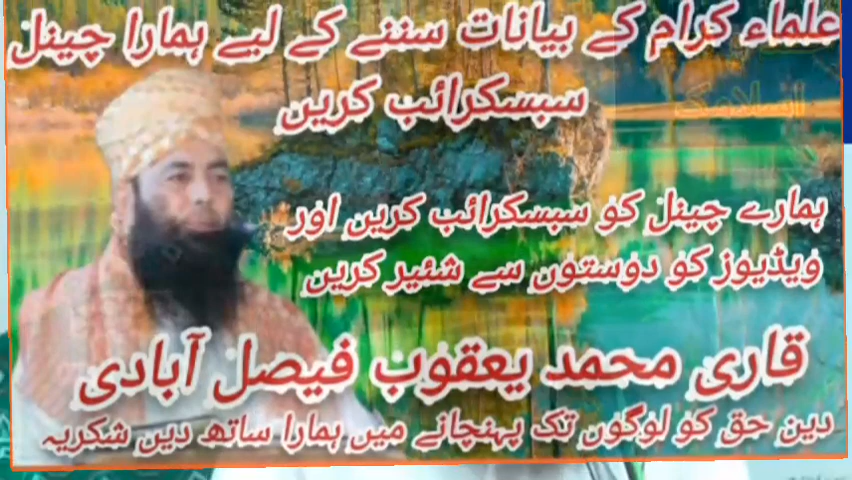 علماء کرام کے بیانات سننے کے لیے ہمارا چینل
سبسکرائب کریں
ہمارے چینل کو سبسکرائب کریں اور
ویڈیوز کو دوستوں سے شئیر کریں
قاری محمد یعقوب فیصل آبادی
دین حق کو لوگوں تک پہنچانے میں ہمارا ساتھ دیں شکریہ